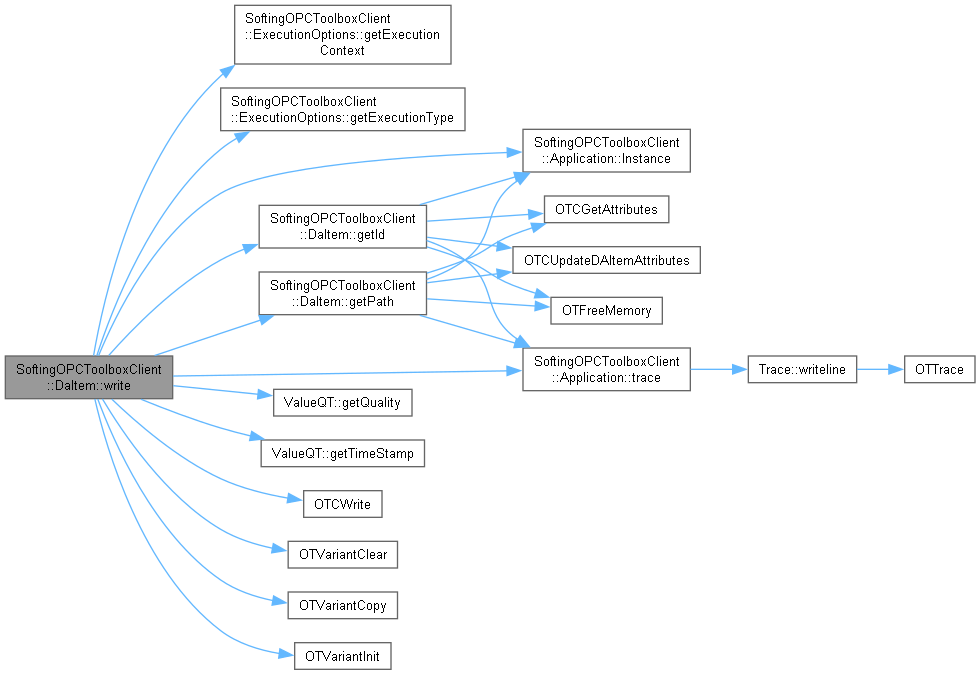 SoftingOPCToolboxClient
::ExecutionOptions::getExecution
Context
SoftingOPCToolboxClient
::ExecutionOptions::getExecutionType
SoftingOPCToolboxClient
::Application::Instance
OTCGetAttributes
SoftingOPCToolboxClient
::DaItem::getId
OTCUpdateDAItemAttributes
SoftingOPCToolboxClient
::DaItem::getPath
OTFreeMemory
SoftingOPCToolboxClient
::DaItem::write
SoftingOPCToolboxClient
::Application::trace
Trace::writeline
OTTrace
ValueQT::getQuality
ValueQT::getTimeStamp
OTCWrite
OTVariantClear
OTVariantCopy
OTVariantInit